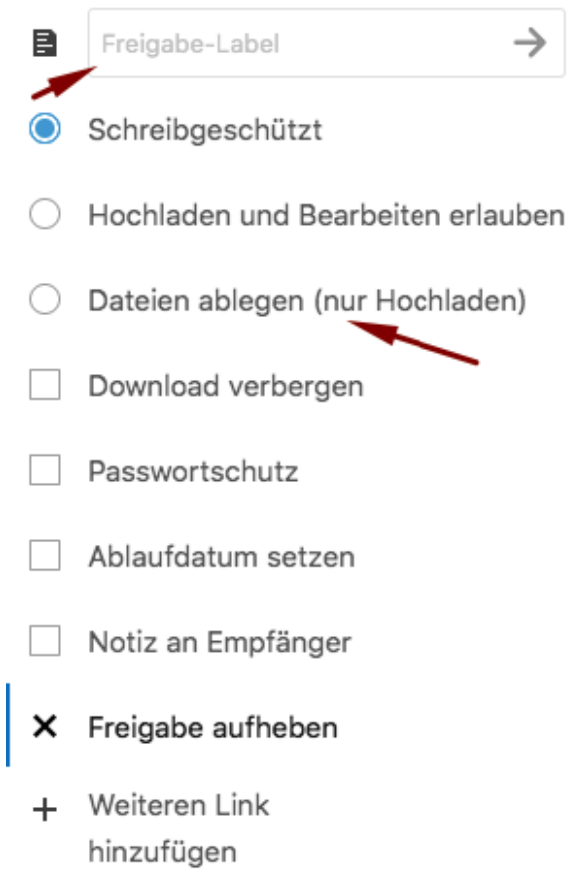 Freigabe-Label
Schreibgeschützt
Hochladen und Bearbeiten erlauben
Dateien ablegen (nur Hochladen)
Download verbergen
Passwortschutz
Ablaufdatum setzen
Notiz an Empfänger
Freigabe aufheben
Weiteren Link
hinzufügen